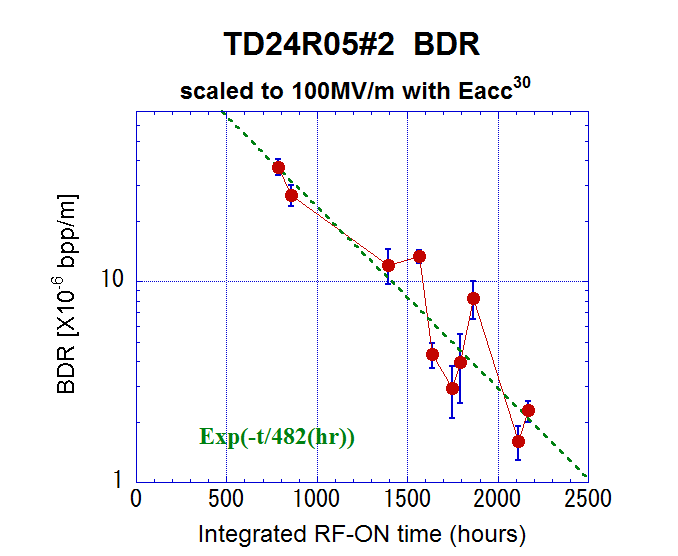 TD24R05#2 BDR
scaled to 100MV/m with Eacc³⁰
BDR [X10⁻⁶ bpp/m]
10
1
Exp(-t/482(hr))
0 500 1000 1500 2000 2500
Integrated RF-ON time (hours)